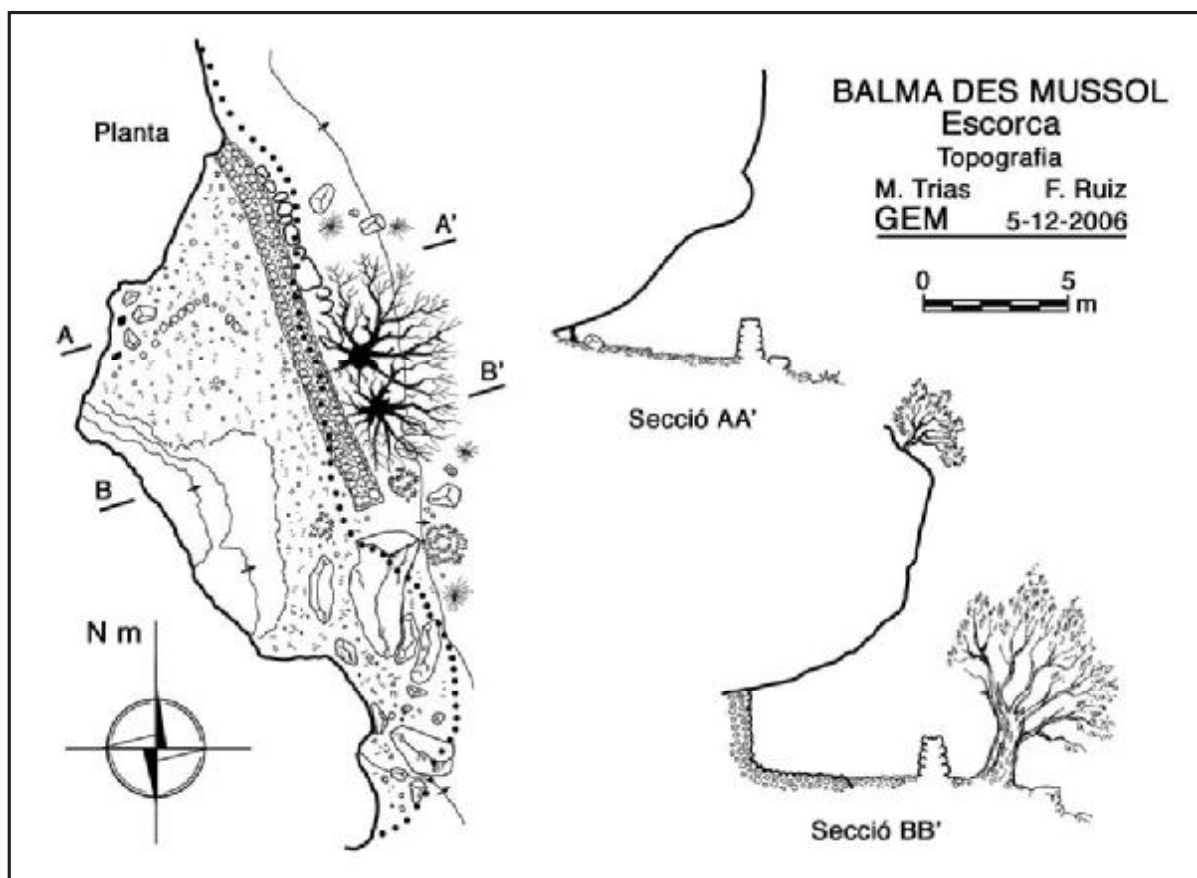 BALMA DES MUSSOL
Escorca
Topografia
M. Trias F. Ruiz
GEM 5-12-2006
0 5
m
Planta
A'
A
B'
B
N m
Secció AA'
Secció BB'